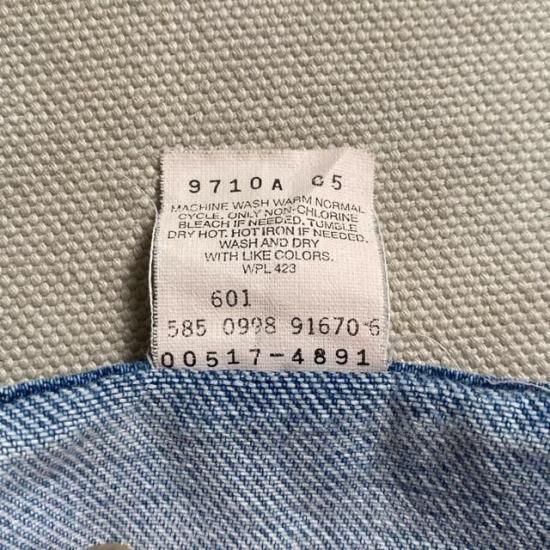 9710A 05
MACHINE WASH WARM NORMAL
CYCLE. ONLY NON-CHLORINE
BLEACH IF NEEDED. TUMBLE
DRY HOT. HOT IRON IF NEEDED.
WASH AND DRY
WITH LIKE COLORS.
WPL 423
601
585 0998 91670 6
00517-4891